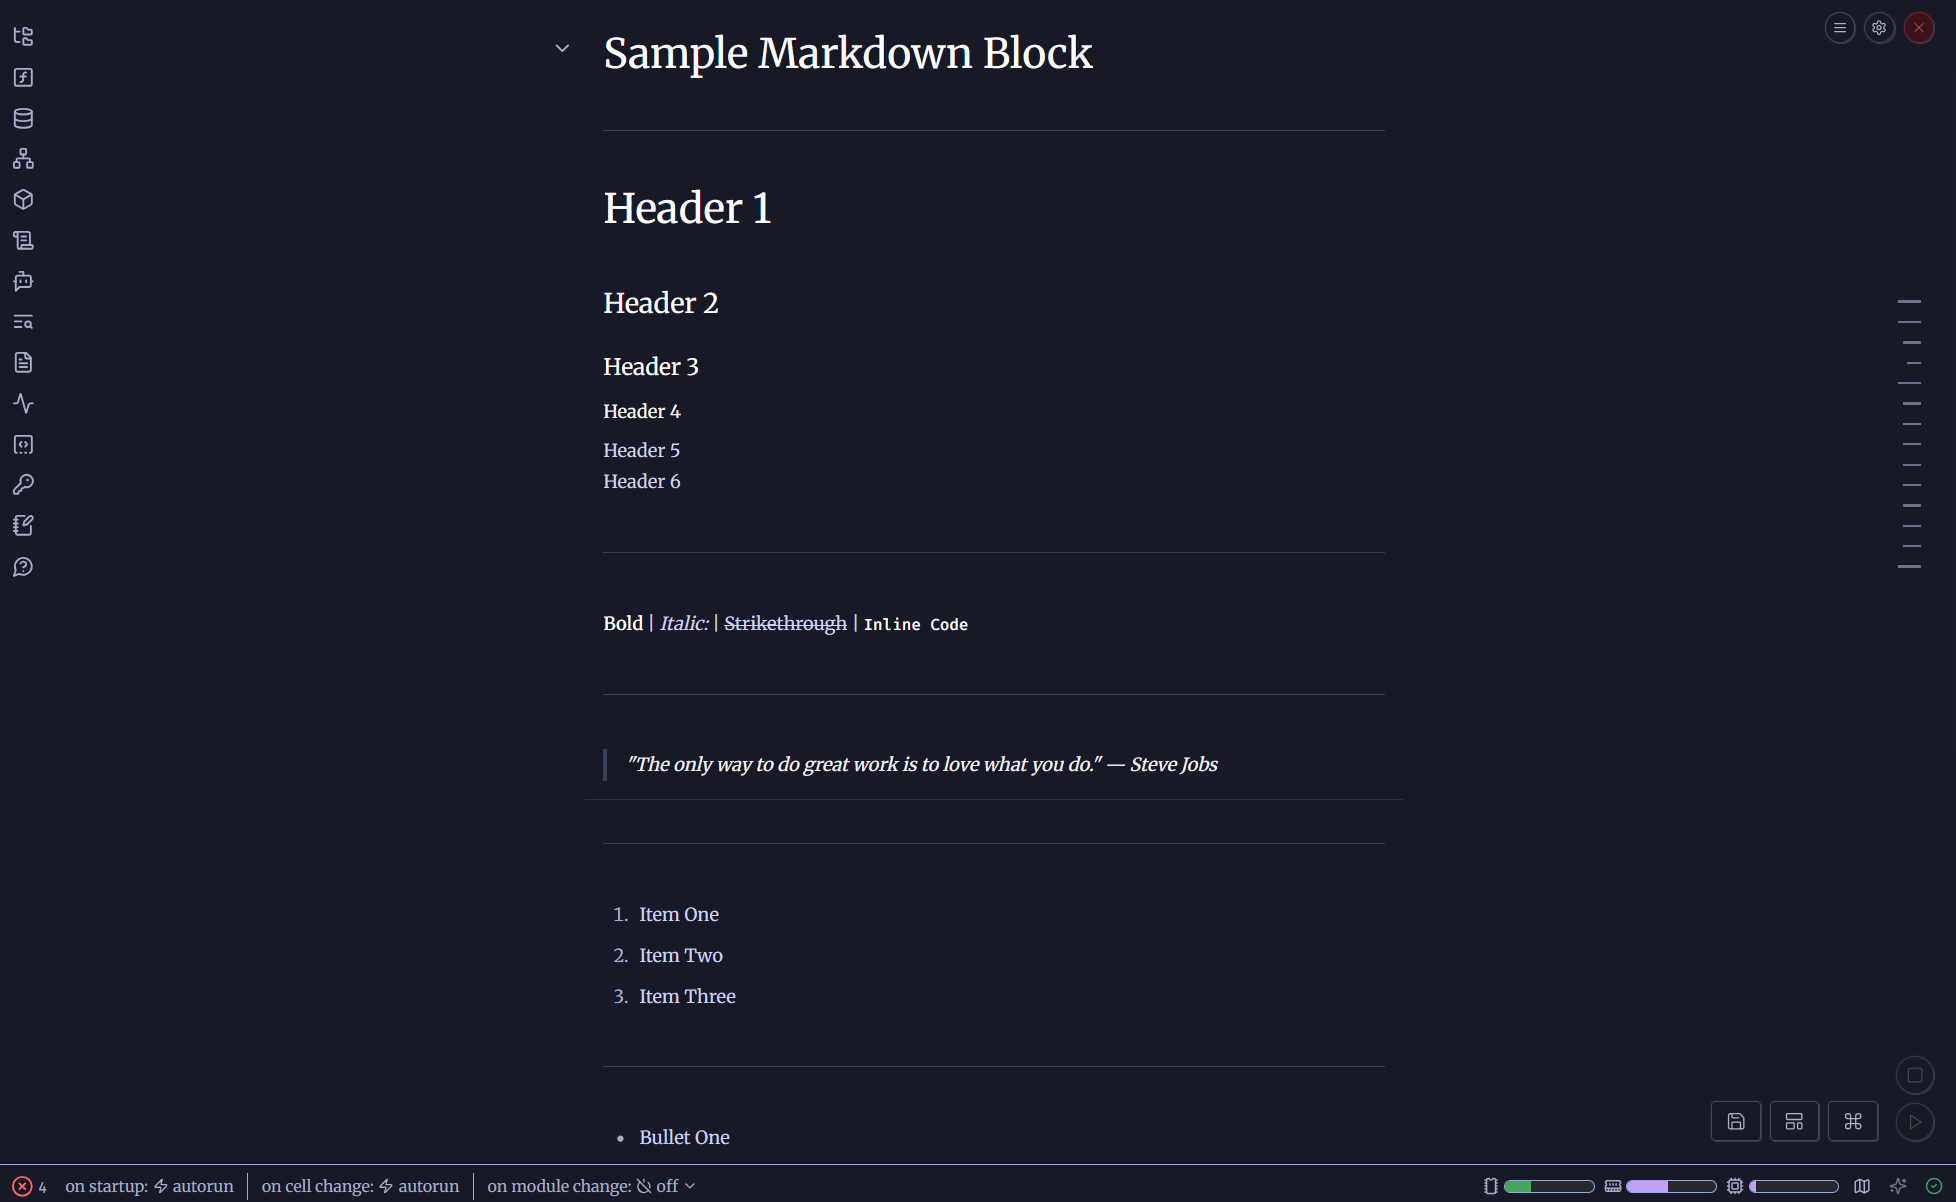 Sample Markdown Block
Header 1
Header 2
Header 3
Header 4
Header 5
Header 6
Bold | Italic: | Strikethrough | Inline Code
"The only way to do great work is to love what you do." — Steve Jobs
1. Item One
2. Item Two
3. Item Three
• Bullet One
4 on startup: autorun on cell change: autorun on module change: off